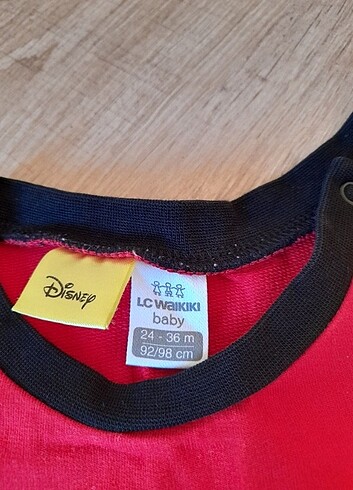 Disney
LC WAIKIKI
baby
24 - 36 m
92/98 cm